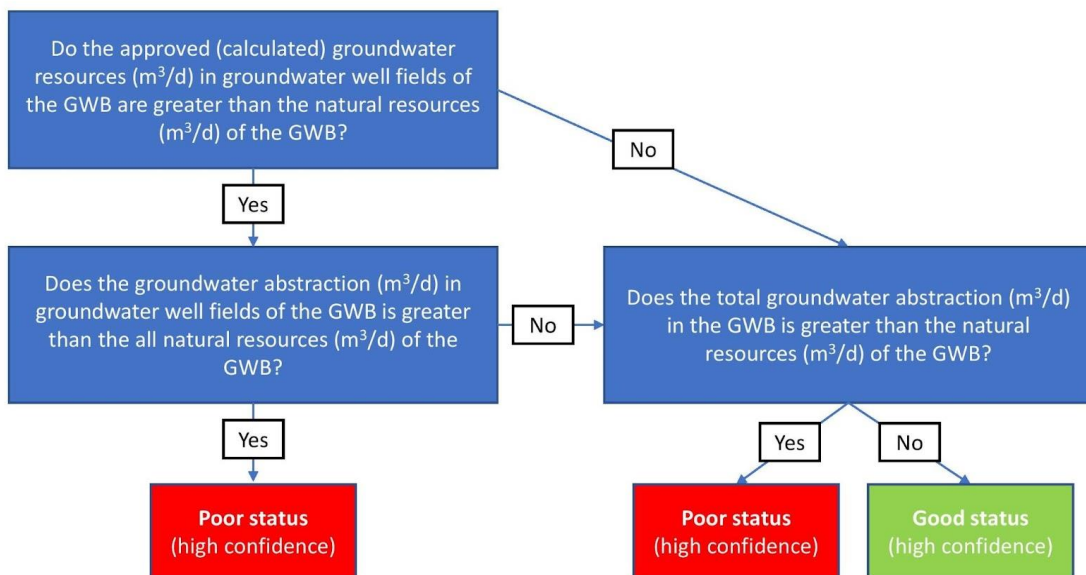 Do the approved (calculated) groundwater
resources (m³/d) in groundwater well fields of
the GWB are greater than the natural resources
(m³/d) of the GWB?
No
Yes
Does the groundwater abstraction (m³/d) in
groundwater well fields of the GWB is greater
than the all natural resources (m³/d) of the
GWB?
No
Does the total groundwater abstraction (m³/d)
in the GWB is greater than the natural
resources (m³/d) of the GWB?
Yes
Yes
No
Poor status
(high confidence)
Poor status
(high confidence)
Good status
(high confidence)